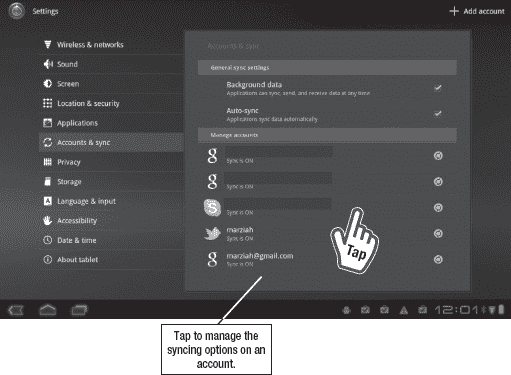 Settings
+ Add account
Wireless & networks
Sound
Screen
Location & security
Applications
Accounts & sync
Privacy
Storage
Language & input
Accessibility
Date & time
About tablet
Accounts & sync
General sync settings
Background data
Applications can sync, send, and receive data at any time
Auto-sync
Applications sync data automatically
Manage accounts
Sync is ON
Sync is ON
Sync is ON
marziah
Sync is ON
marziah@gmail.com
Sync is ON
Tap
12:01
Tap to manage the
syncing options on an
account.